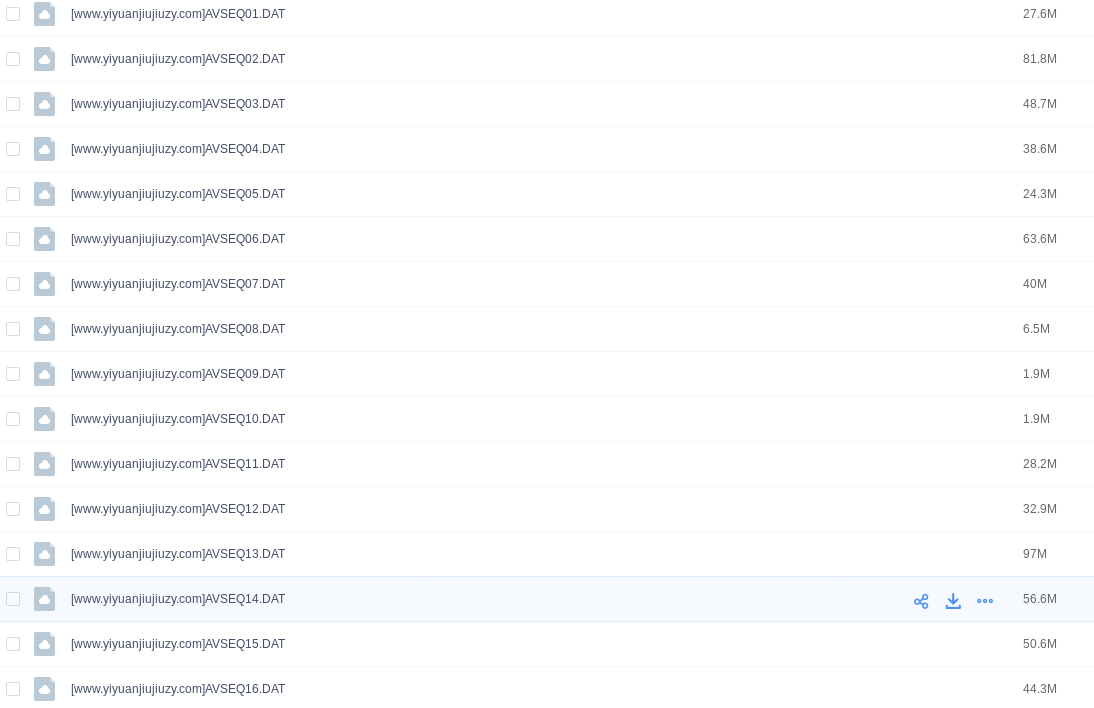 [www.yiyuanjiujiuzy.com]AVSEQ01.DAT 27.6M
[www.yiyuanjiujiuzy.com]AVSEQ02.DAT 81.8M
[www.yiyuanjiujiuzy.com]AVSEQ03.DAT 48.7M
[www.yiyuanjiujiuzy.com]AVSEQ04.DAT 38.6M
[www.yiyuanjiujiuzy.com]AVSEQ05.DAT 24.3M
[www.yiyuanjiujiuzy.com]AVSEQ06.DAT 63.6M
[www.yiyuanjiujiuzy.com]AVSEQ07.DAT 40M
[www.yiyuanjiujiuzy.com]AVSEQ08.DAT 6.5M
[www.yiyuanjiujiuzy.com]AVSEQ09.DAT 1.9M
[www.yiyuanjiujiuzy.com]AVSEQ10.DAT 1.9M
[www.yiyuanjiujiuzy.com]AVSEQ11.DAT 28.2M
[www.yiyuanjiujiuzy.com]AVSEQ12.DAT 32.9M
[www.yiyuanjiujiuzy.com]AVSEQ13.DAT 97M
[www.yiyuanjiujiuzy.com]AVSEQ14.DAT 56.6M
[www.yiyuanjiujiuzy.com]AVSEQ15.DAT 50.6M
[www.yiyuanjiujiuzy.com]AVSEQ16.DAT 44.3M